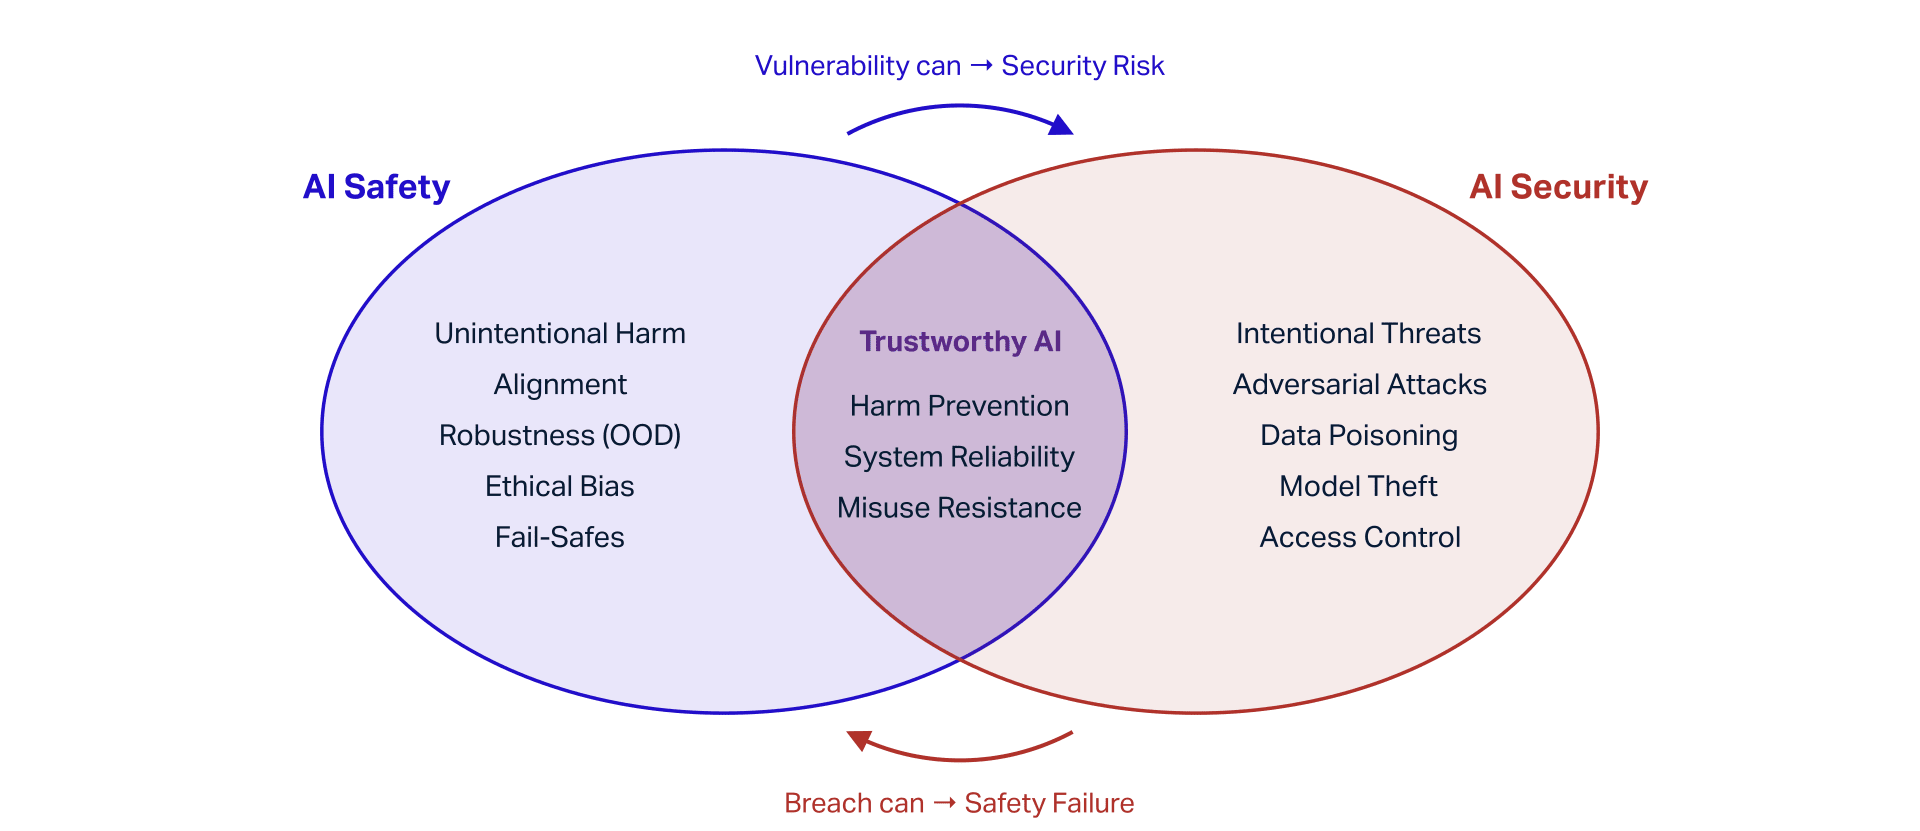 Vulnerability can → Security Risk
AI Safety
AI Security
Unintentional Harm
Alignment
Robustness (OOD)
Ethical Bias
Fail-Safes
Trustworthy AI
Harm Prevention
System Reliability
Misuse Resistance
Intentional Threats
Adversarial Attacks
Data Poisoning
Model Theft
Access Control
Breach can → Safety Failure